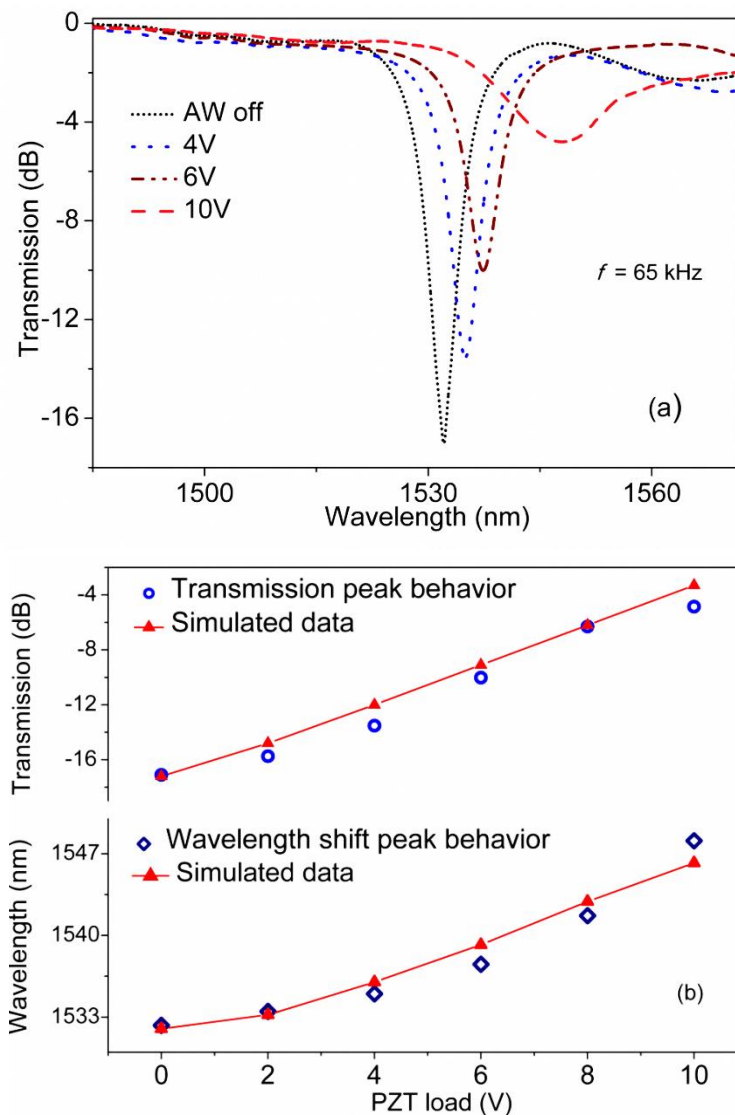 0
-4
-8
-12
-16
Transmission (dB)
AW off
4V
6V
10V
f = 65 kHz
(a)
1500 1530 1560
Wavelength (nm)
-4
-8
-12
-16
Transmission (dB)
Transmission peak behavior
Simulated data
1547
1540
1533
Wavelength (nm)
Wavelength shift peak behavior
Simulated data
(b)
0 2 4 6 8 10
PZT load (V)